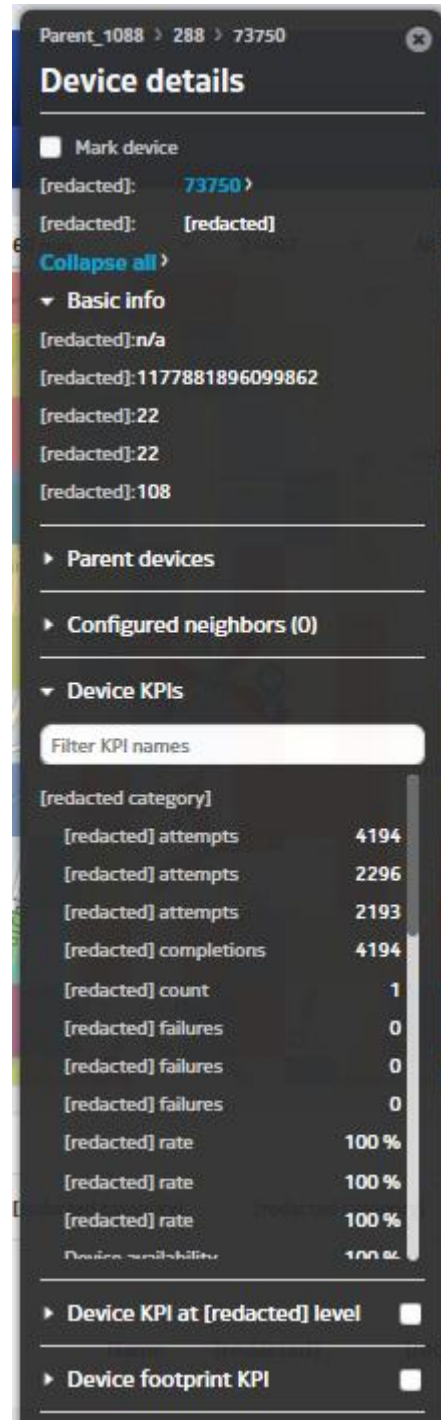 Parent_1088 > 288 > 73750
Device details
Mark device
[redacted]: 73750 >
[redacted]: [redacted]
Collapse all >
Basic info
[redacted]:n/a
[redacted]:1177881896099862
[redacted]:22
[redacted]:22
[redacted]:108
Parent devices
Configured neighbors (0)
Device KPIs
Filter KPI names
[redacted category]
[redacted] attempts 4194
[redacted] attempts 2296
[redacted] attempts 2193
[redacted] completions 4194
[redacted] count 1
[redacted] failures 0
[redacted] failures 0
[redacted] failures 0
[redacted] rate 100 %
[redacted] rate 100 %
[redacted] rate 100 %
Device availability 100 %
Device KPI at [redacted] level
Device footprint KPI